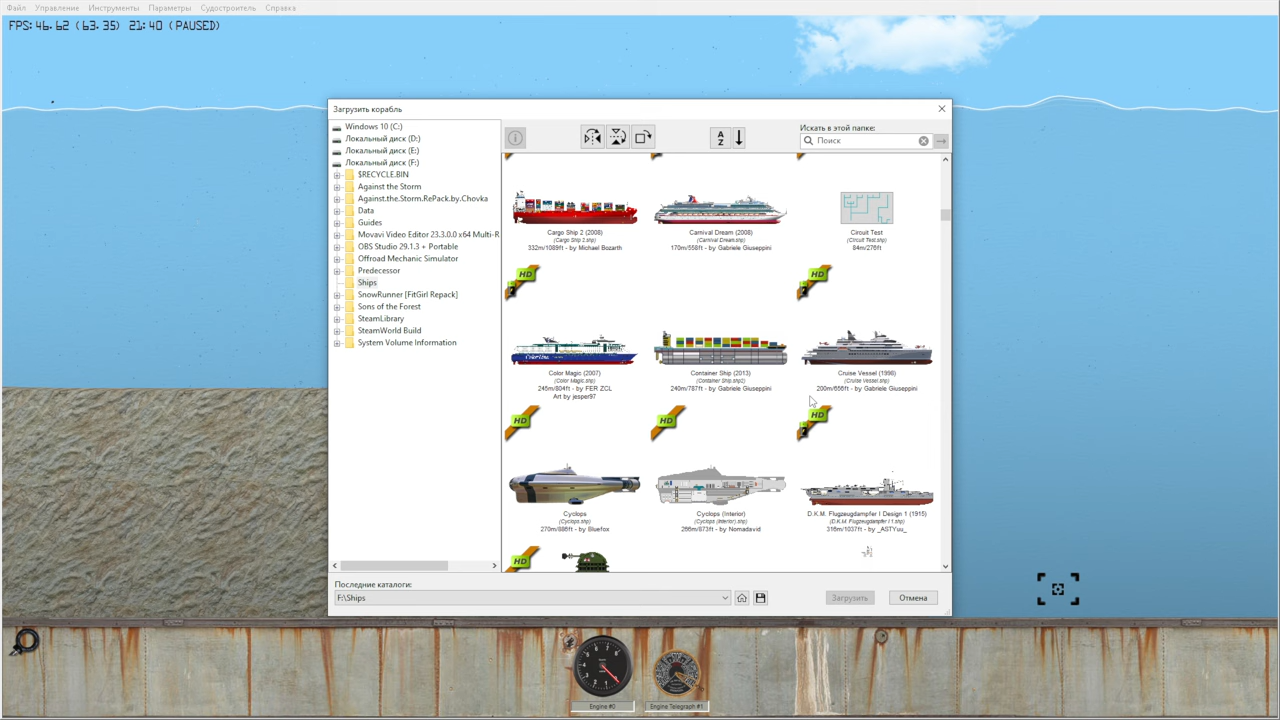 Файл Управление Инструменты Параметры Судостроитель Справка
FPS: 46.62 (63.35) 21:40 (PAUSED)
Загрузить корабль
Windows 10 (C:)
Локальный диск (D:)
Локальный диск (E:)
Локальный диск (F:)
$RECYCLE.BIN
Against the Storm
Against.the.Storm.RePack.by.Chovka
Data
Guides
Movavi Video Editor 23.3.0.0 x64 Multi-R
OBS Studio 29.1.3 + Portable
Offroad Mechanic Simulator
Predecessor
Ships
SnowRunner [FitGirl Repack]
Sons of the Forest
SteamLibrary
SteamWorld Build
System Volume Information
A
Z
Искать в этой папке:
Поиск
Cargo Ship 2 (2008)
(Cargo Ship 2.shp)
332m/1089ft - by Michael Bozarth
Carnival Dream (2008)
(Carnival Dream.shp)
170m/558ft - by Gabriele Giuseppini
Circuit Test
(Circuit Test.shp)
84m/276ft
HD
HD
Color Magic (2007)
(Color Magic.shp)
245m/804ft - by FER ZCL
Art by jesper97
Container Ship (2013)
(Container Ship.shp2)
240m/787ft - by Gabriele Giuseppini
Cruise Vessel (1998)
(Cruise Vessel.shp)
200m/656ft - by Gabriele Giuseppini
HD
HD
HD
Cyclops
(Cyclops.shp)
270m/886ft - by Bluefox
Cyclops (Interior)
(Cyclops (Interior).shp)
266m/873ft - by Nomadavid
D.K.M. Flugzeugdampfer I Design 1 (1915)
(D.K.M. Flugzeugdampfer I 1.shp)
316m/1037ft - by _ASTYuu_
HD
Последние каталоги:
F:\Ships
Загрузить
Отмена
Engine #0
Engine Telegraph #1